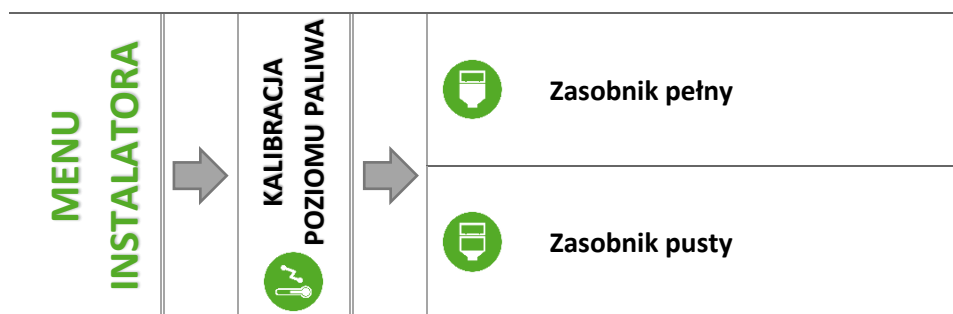 MENU
INSTALATORA
KALIBRACJA
POZIOMU PALIWA
Zasobnik pełny
Zasobnik pusty